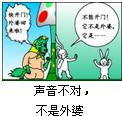 快开门！
外婆回
来啦！
不能开门！
它不是外婆，
它是……
声音不对，
不是外婆